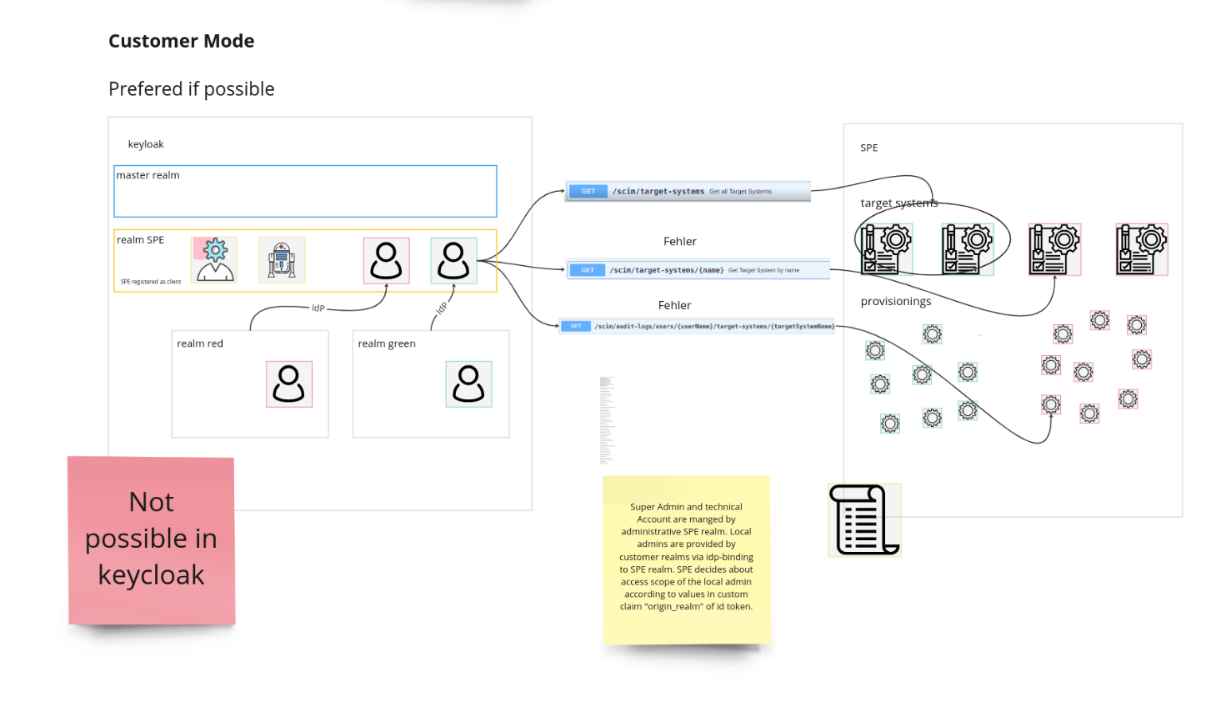 Customer Mode
Prefered if possible
keyloak
master realm
realm SPE
SPE registered as client
IdP
IdP
realm red
realm green
GET /scim/target-systems Get all Target Systems
Fehler
GET /scim/target-systems/{name} Get Target System by name
Fehler
GET /scim/audit-logs/users/{userName}/target-systems/{targetSystemName}
SPE
target systems
provisionings
...
Not
possible in
keycloak
Super Admin and technical
Account are manged by
administrative SPE realm. Local
admins are provided by
customer realms via idp-binding
to SPE realm. SPE decides about
access scope of the local admin
according to values in custom
claim "origin_realm" of id token.